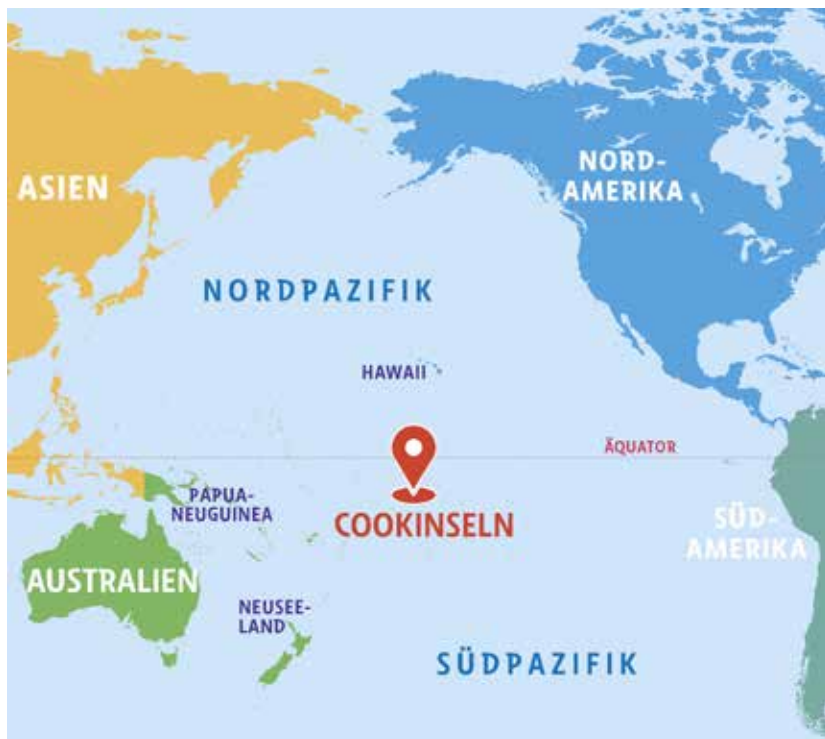 ASIEN
NORD-
AMERIKA
NORDPAZIFIK
HAWAII
ÄQUATOR
PAPUA-
NEUGUINEA
COOKINSELN
SÜD-
AMERIKA
AUSTRALIEN
NEUSEE-
LAND
SÜDPAZIFIK